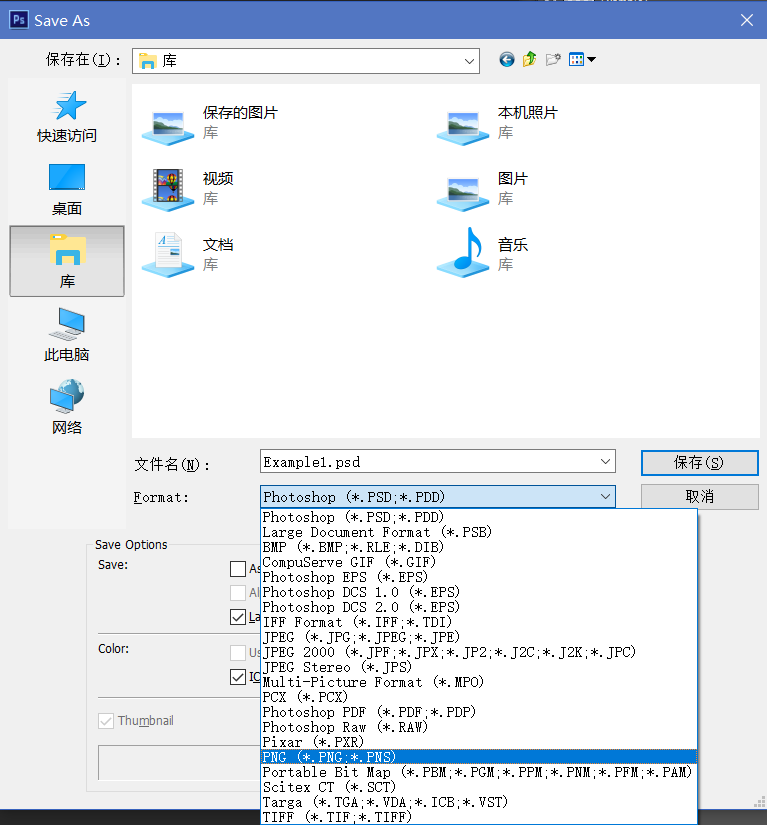 Ps Save As
保存在(I):
库
快速访问
桌面
库
此电脑
网络
保存的图片
库
本机照片
库
视频
库
图片
库
文档
库
音乐
库
文件名(N):
Example1.psd
保存(S)
Format:
Photoshop (*.PSD;*.PDD)
取消
Photoshop (*.PSD;*.PDD)
Large Document Format (*.PSB)
BMP (*.BMP;*.RLE;*.DIB)
CompuServe GIF (*.GIF)
Photoshop EPS (*.EPS)
Photoshop DCS 1.0 (*.EPS)
Photoshop DCS 2.0 (*.EPS)
IFF Format (*.IFF;*.TDI)
JPEG (*.JPG;*.JPEG;*.JPE)
JPEG 2000 (*.JPF;*.JPX;*.JP2;*.J2C;*.J2K;*.JPC)
JPEG Stereo (*.JPS)
Multi-Picture Format (*.MPO)
PCX (*.PCX)
Photoshop PDF (*.PDF;*.PDP)
Photoshop Raw (*.RAW)
Pixar (*.PXR)
PNG (*.PNG;*.PNS)
Portable Bit Map (*.PBM;*.PGM;*.PPM;*.PNM;*.PFM;*.PAM)
Scitex CT (*.SCT)
Targa (*.TGA;*.VDA;*.ICB;*.VST)
TIFF (*.TIF;*.TIFF)
Save Options
Save:
Color:
Thumbnail